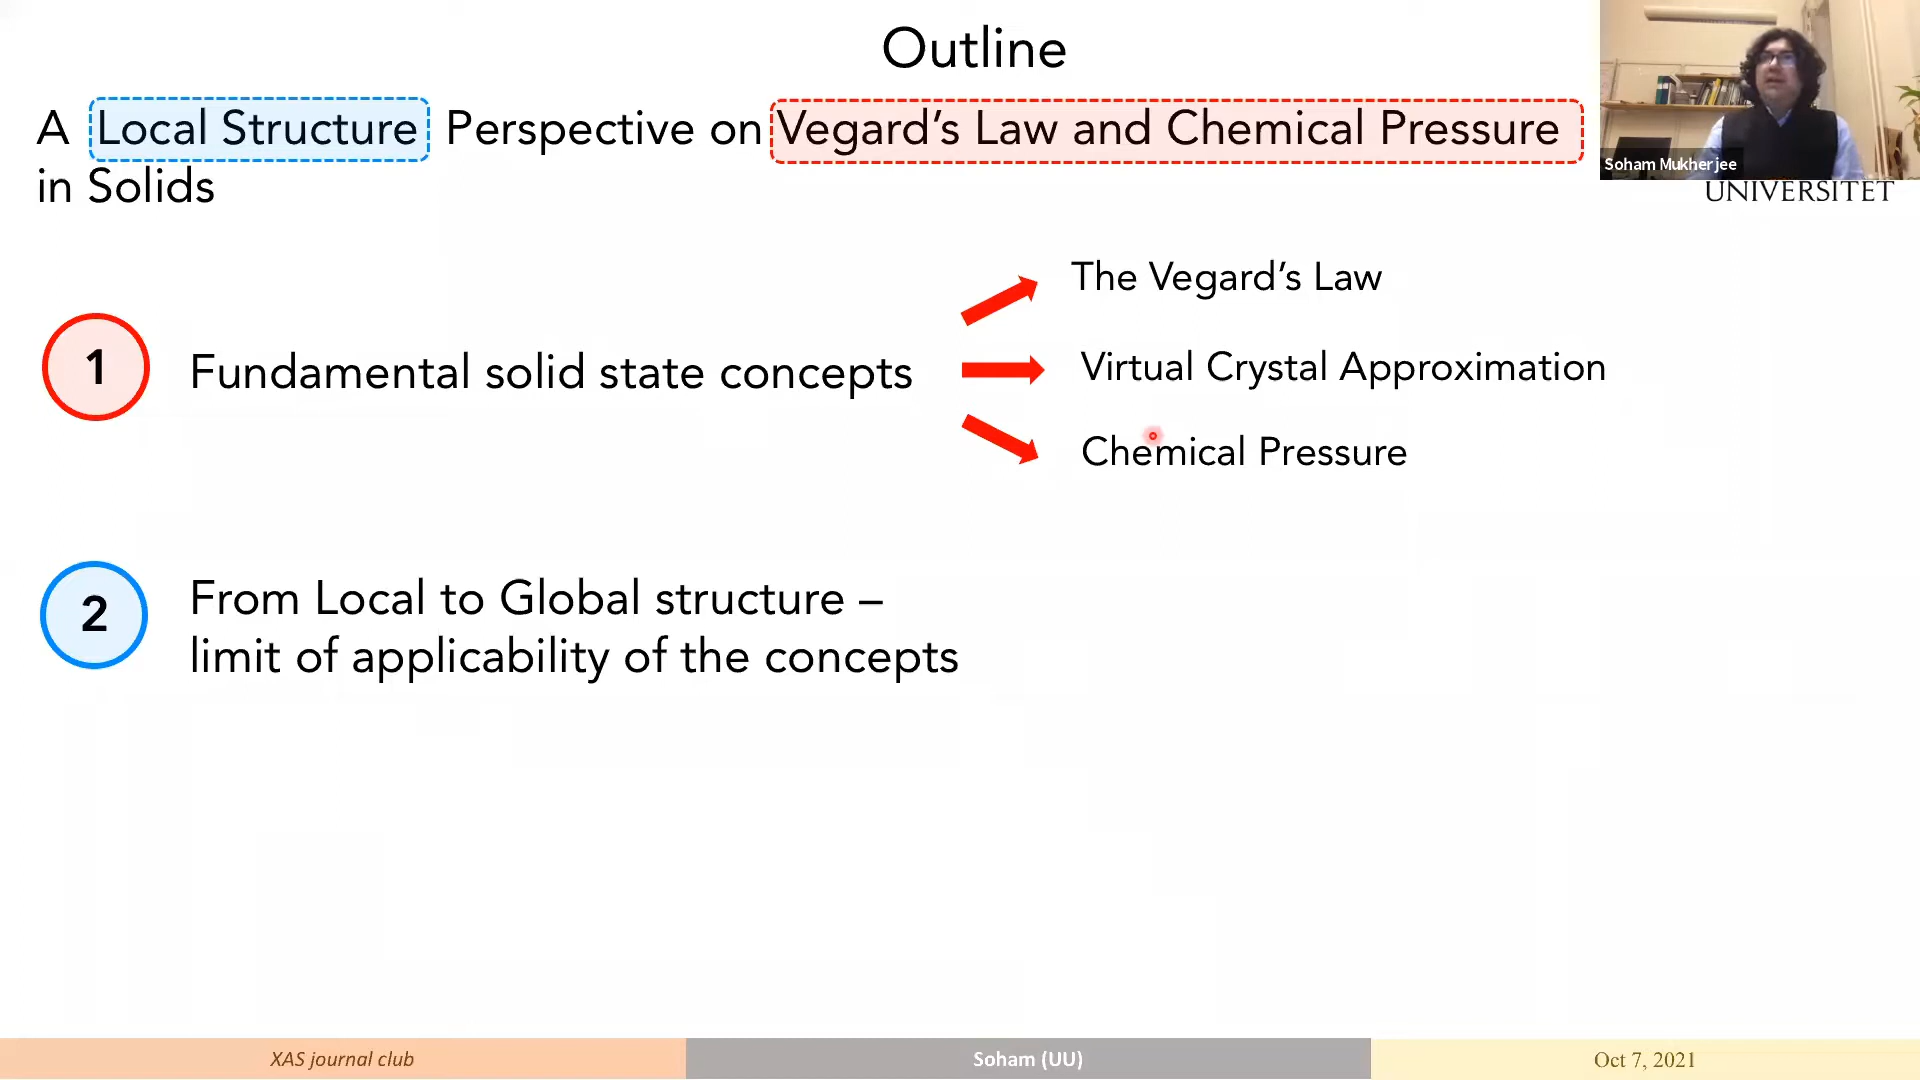 Outline
A Local Structure Perspective on Vegard’s Law and Chemical Pressure
in Solids
Soham Mukherjee
UNIVERSITET
1
Fundamental solid state concepts
The Vegard’s Law
Virtual Crystal Approximation
Chemical Pressure
2
From Local to Global structure –
limit of applicability of the concepts
XAS journal club
Soham (UU)
Oct 7, 2021